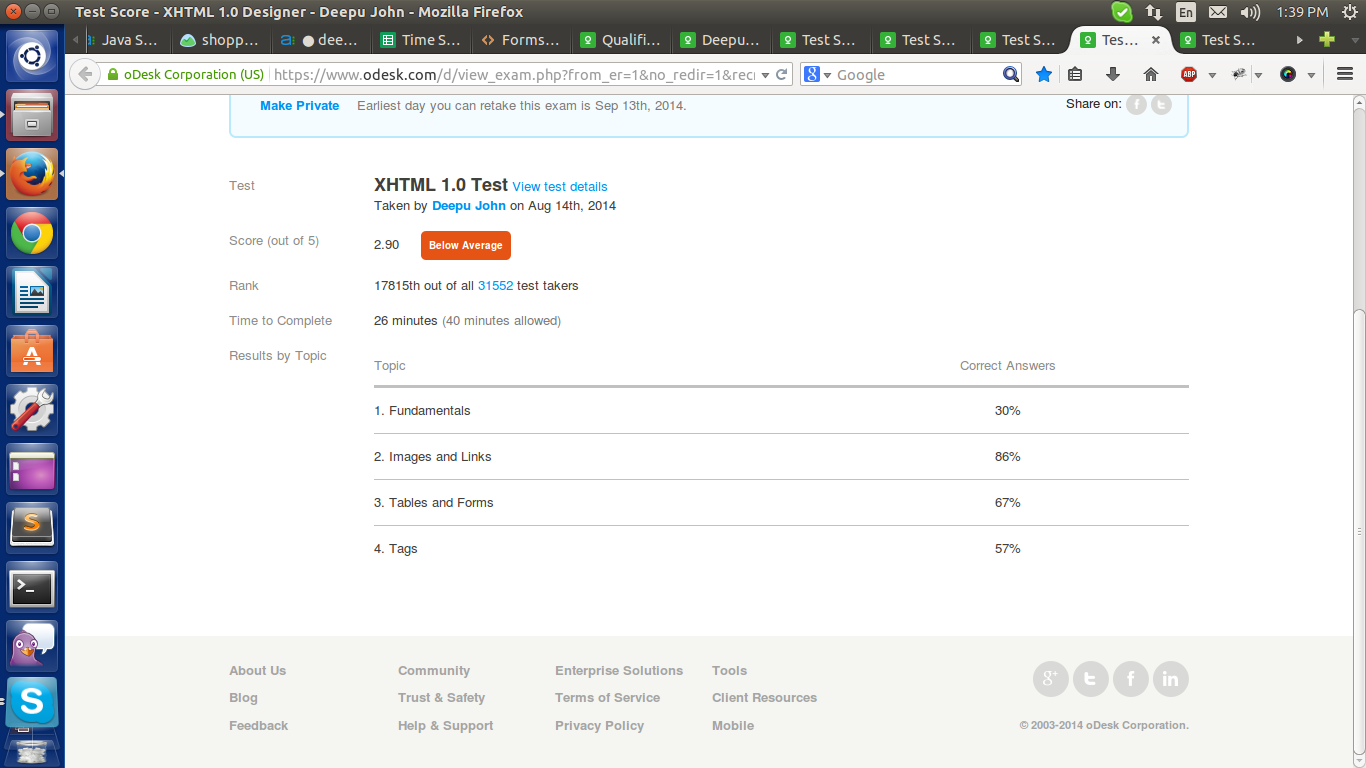 Test Score - XHTML 1.0 Designer - Deepu John - Mozilla Firefox
En 1:39 PM
Java S... shopp... dee... Time S... Forms... Qualifi... Deepu... Test S... Test S... Test S... Tes... Test S...
oDesk Corporation (US) https://www.odesk.com/d/view_exam.php?from_er=1&no_redir=1&rec
Google
ABP
Make Private Earliest day you can retake this exam is Sep 13th, 2014. Share on:
Test XHTML 1.0 Test View test details
Taken by Deepu John on Aug 14th, 2014
Score (out of 5) 2.90 Below Average
Rank 17815th out of all 31552 test takers
Time to Complete 26 minutes (40 minutes allowed)
Results by Topic
Topic Correct Answers
1. Fundamentals 30%
2. Images and Links 86%
3. Tables and Forms 67%
4. Tags 57%
About Us Community Enterprise Solutions Tools
Blog Trust & Safety Terms of Service Client Resources
Feedback Help & Support Privacy Policy Mobile
© 2003-2014 oDesk Corporation.